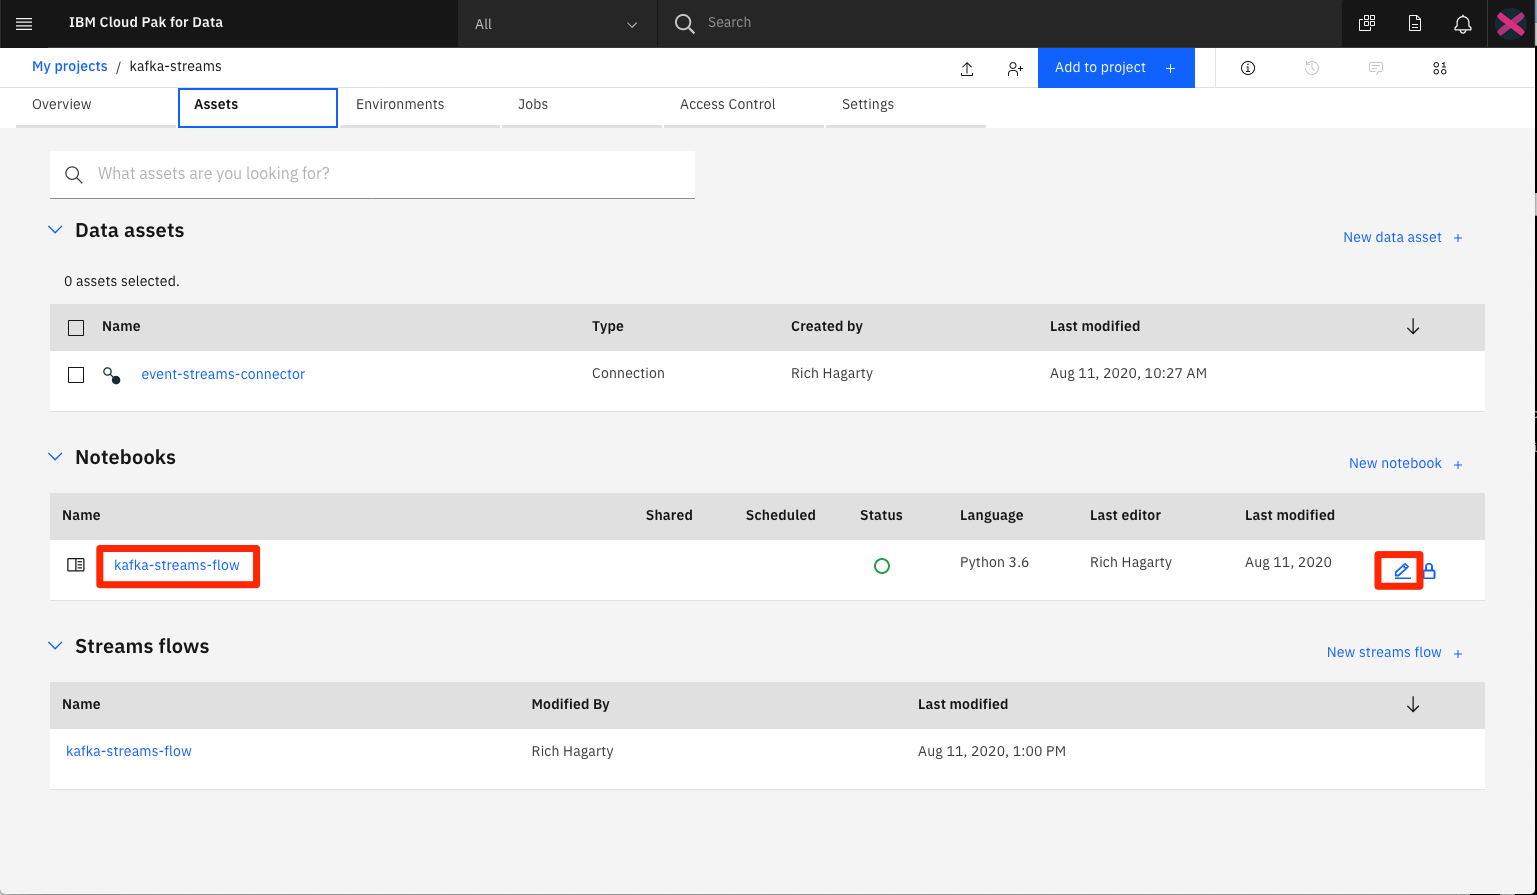 IBM Cloud Pak for Data
All
Search
My projects / kafka-streams
Add to project +
Overview
Assets
Environments
Jobs
Access Control
Settings
What assets are you looking for?
Data assets
New data asset +
0 assets selected.
Name Type Created by Last modified
event-streams-connector Connection Rich Hagarty Aug 11, 2020, 10:27 AM
Notebooks
New notebook +
Name Shared Scheduled Status Language Last editor Last modified
kafka-streams-flow Python 3.6 Rich Hagarty Aug 11, 2020
Streams flows
New streams flow +
Name Modified By Last modified
kafka-streams-flow Rich Hagarty Aug 11, 2020, 1:00 PM